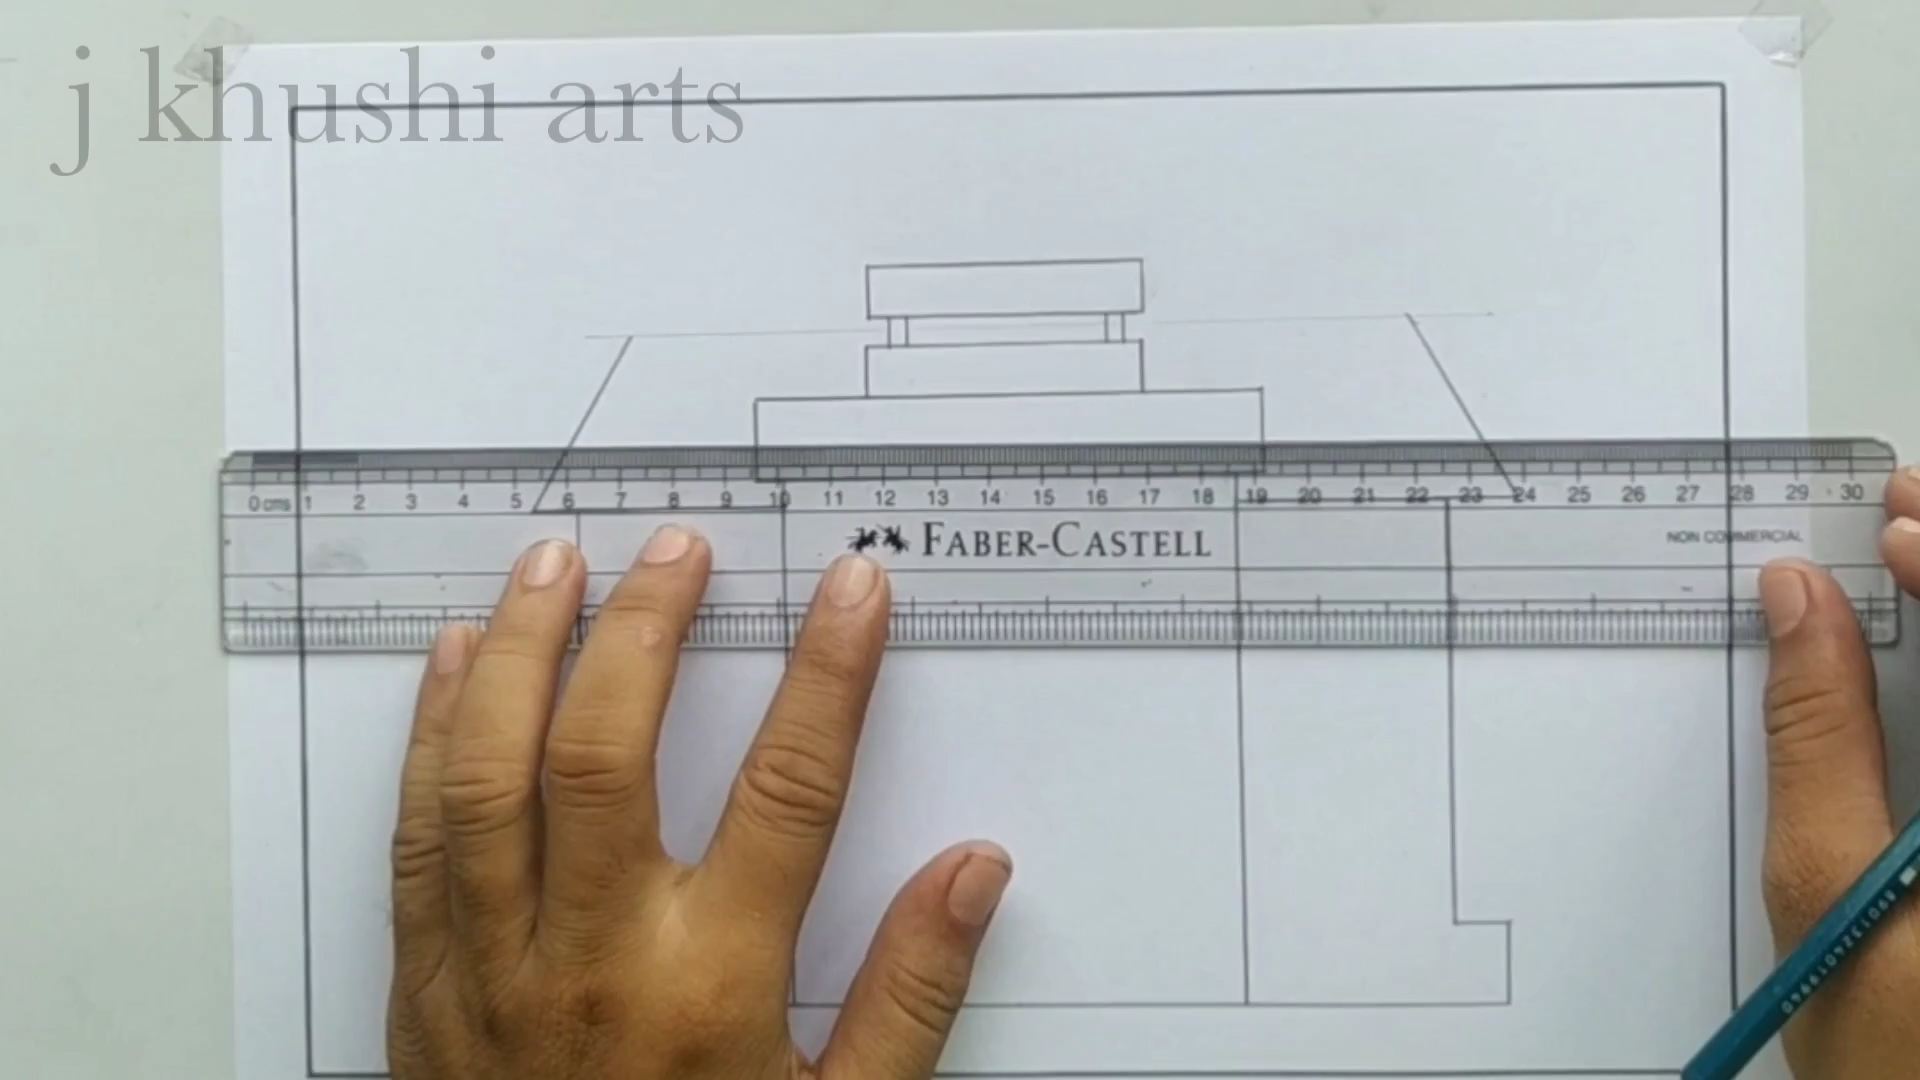 j khushi arts
0 cms 1 2 3 4 5 6 7 8 9 10 11 12 13 14 15 16 17 18 19 20 21 22 23 24 25 26 27 28 29 30
FABER-CASTELL
NON COMMERCIAL
8901324019940